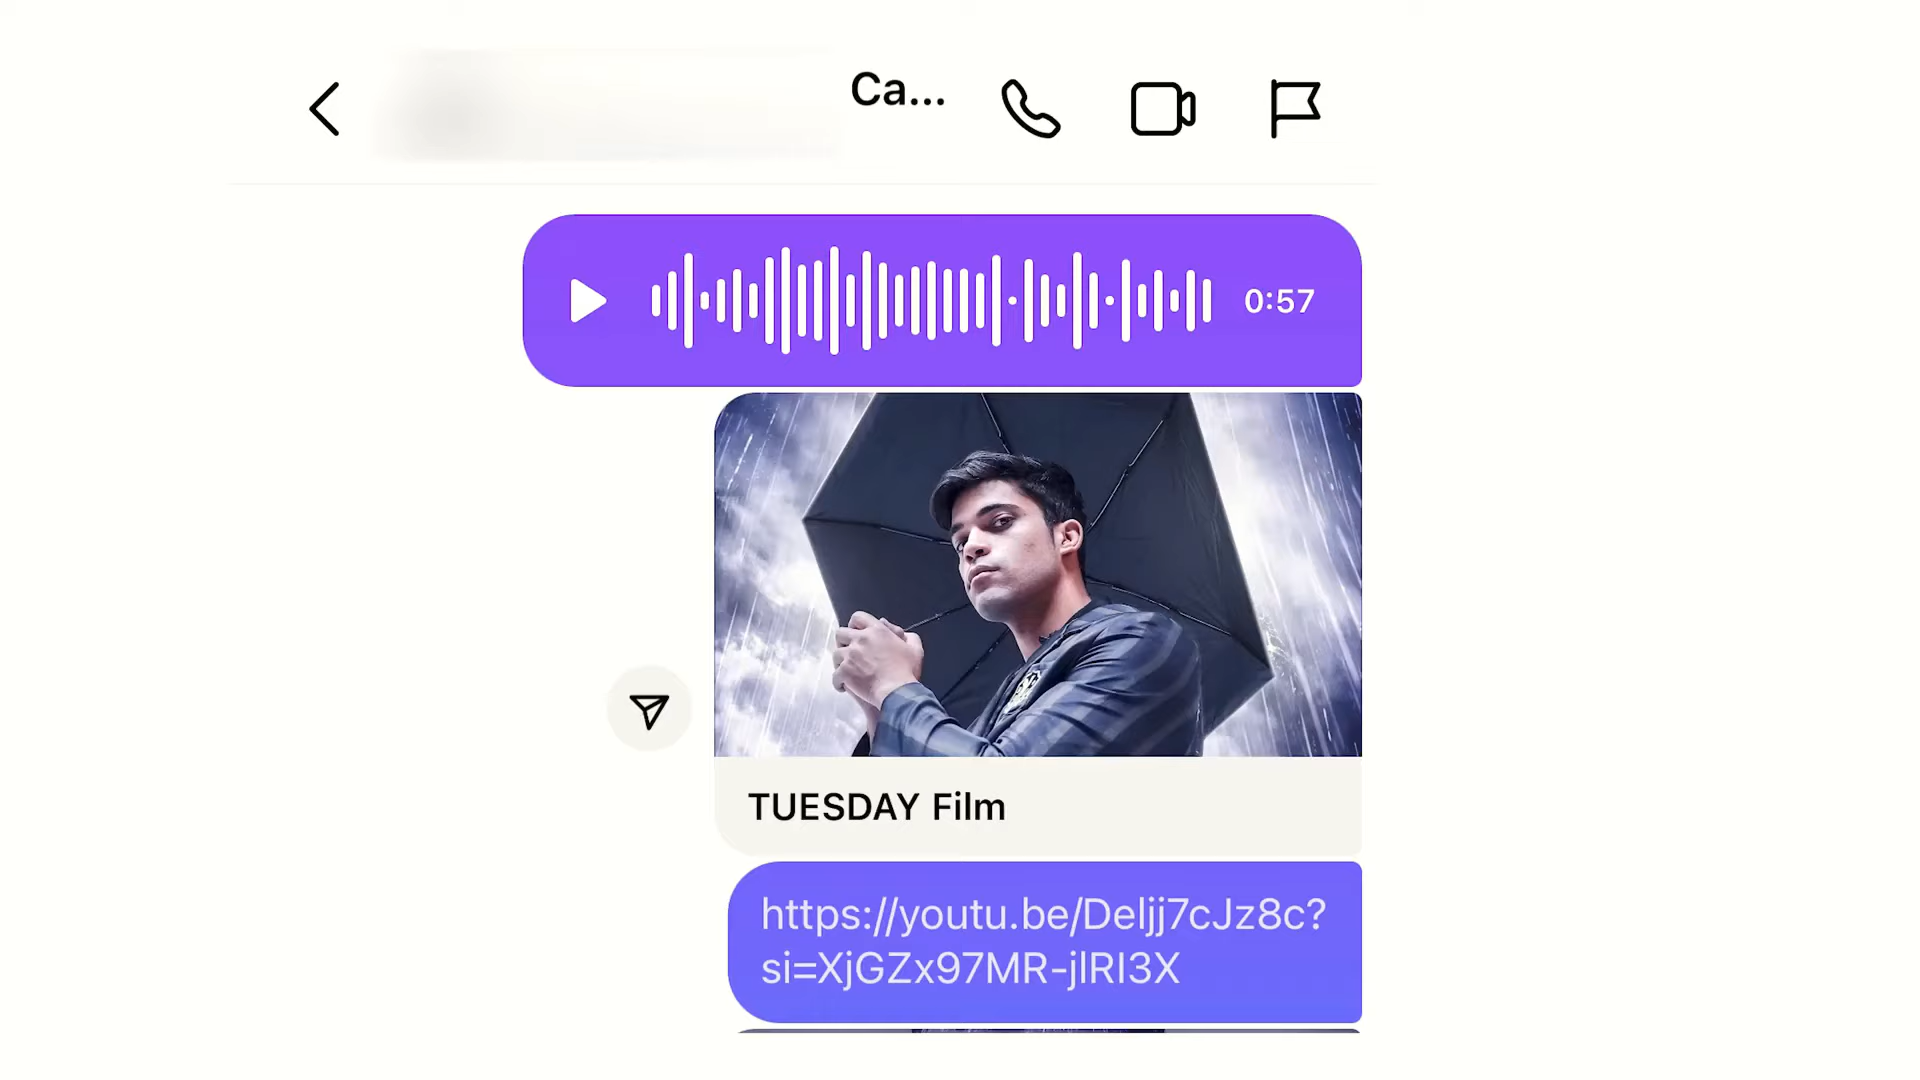 Ca...
0:57
TUESDAY Film
https://youtu.be/Deljj7cJz8c?
si=XjGZx97MR-jlRI3X